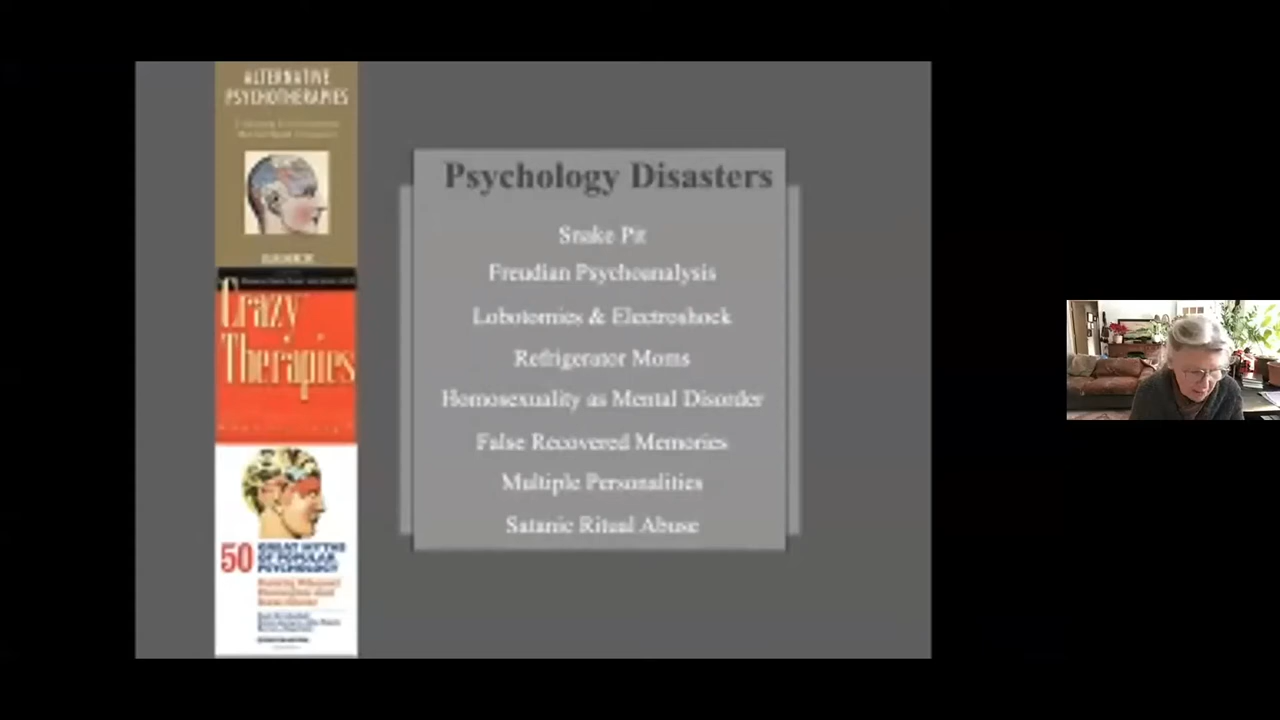 ALTERNATIVE
PSYCHOTHERAPIES
Crazy
Therapies
50 GREAT MYTHS
OF POPULAR
PSYCHOLOGY
Psychology Disasters
Snake Pit
Freudian Psychoanalysis
Lobotomies & Electroshock
Refrigerator Moms
Homosexuality as Mental Disorder
False Recovered Memories
Multiple Personalities
Satanic Ritual Abuse